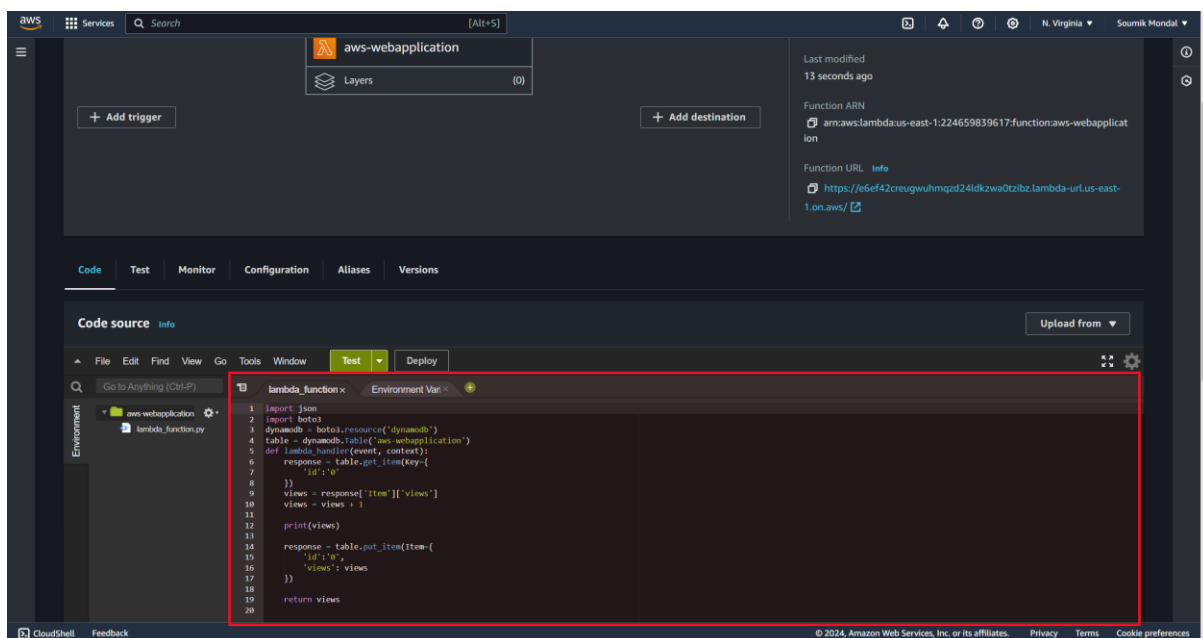 aws Services Search [Alt+S] N. Virginia ▼ Soumik Mondal ▼
aws-webapplication
Layers (0)
+ Add trigger
+ Add destination
Last modified
13 seconds ago
Function ARN
arn:aws:lambda:us-east-1:224659839617:function:aws-webapplicat
ion
Function URL Info
https://e6ef42creugwuhmqzd24ldkzwa0tzibz.lambda-url.us-east-
1.on.aws/
Code Test Monitor Configuration Aliases Versions
Code source Info
Upload from ▼
File Edit Find View Go Tools Window Test Deploy
Go to Anything (Ctrl-P)
lambda_function × Environment Vari ×
Environment
aws-webapplication
lambda_function.py
1 import json
2 import boto3
3 dynamodb = boto3.resource('dynamodb')
4 table = dynamodb.Table('aws-webapplication')
5 def lambda_handler(event, context):
6 response = table.get_item(Key={
7 'id':'0'
8 })
9 views = response['Item']['views']
10 views = views + 1
11
12 print(views)
13
14 response = table.put_item(Item={
15 'id':'0',
16 'views': views
17 })
18
19 return views
20
CloudShell Feedback © 2024, Amazon Web Services, Inc. or its affiliates. Privacy Terms Cookie preferences